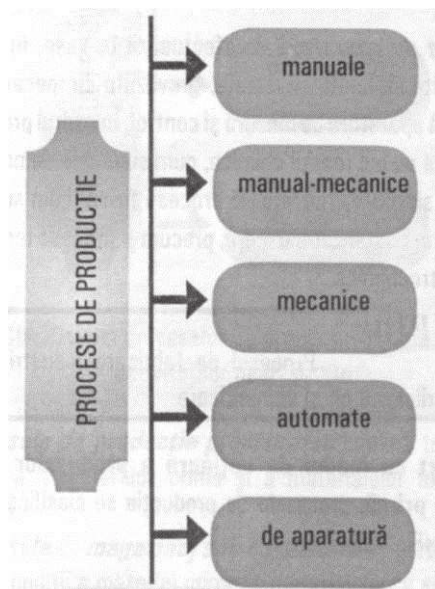 PROCESE DE PRODUCȚIE
manuale
manual-mecanice
mecanice
automate
de aparatură